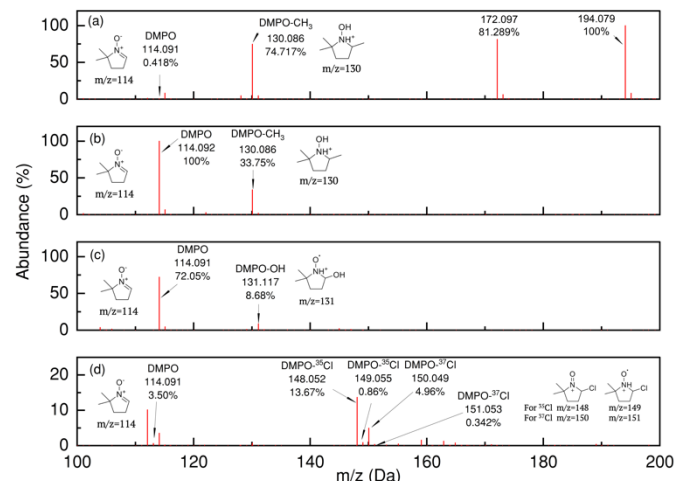 Abundance (%)
100
75
50
25
0
(a)
O⁻
N⁺
m/z=114
DMPO
114.091
0.418%
DMPO-CH₃
130.086
74.717%
OH
NH⁺
m/z=130
172.097
81.289%
194.079
100%
100
50
0
(b)
O⁻
N⁺
m/z=114
DMPO
114.092
100%
DMPO-CH₃
130.086
33.75%
OH
NH⁺
m/z=130
100
50
0
(c)
O⁻
N⁺
m/z=114
DMPO
114.091
72.05%
DMPO-OH
131.117
8.68%
O•
NH⁺
OH
m/z=131
20
10
0
(d)
O⁻
N⁺
m/z=114
DMPO
114.091
3.50%
DMPO-³⁵Cl
148.052
13.67%
DMPO-³⁵Cl
149.055
0.86%
DMPO-³⁷Cl
150.049
4.96%
DMPO-³⁷Cl
151.053
0.342%
O
N⁺
Cl
O•
NH⁺
Cl
For ³⁵Cl m/z=148 m/z=149
For ³⁷Cl m/z=150 m/z=151
100 120 140 160 180 200
m/z (Da)